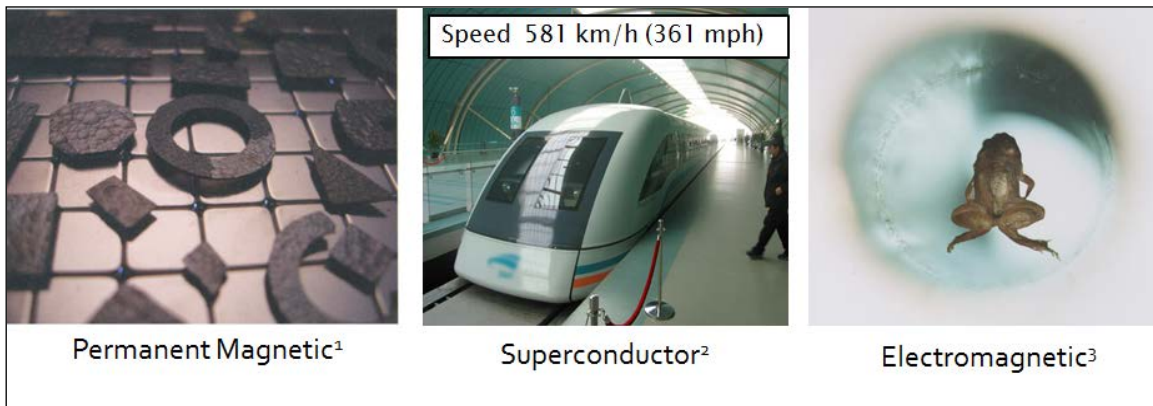 Speed 581 km/h (361 mph)
Permanent Magnetic¹
Superconductor²
Electromagnetic³